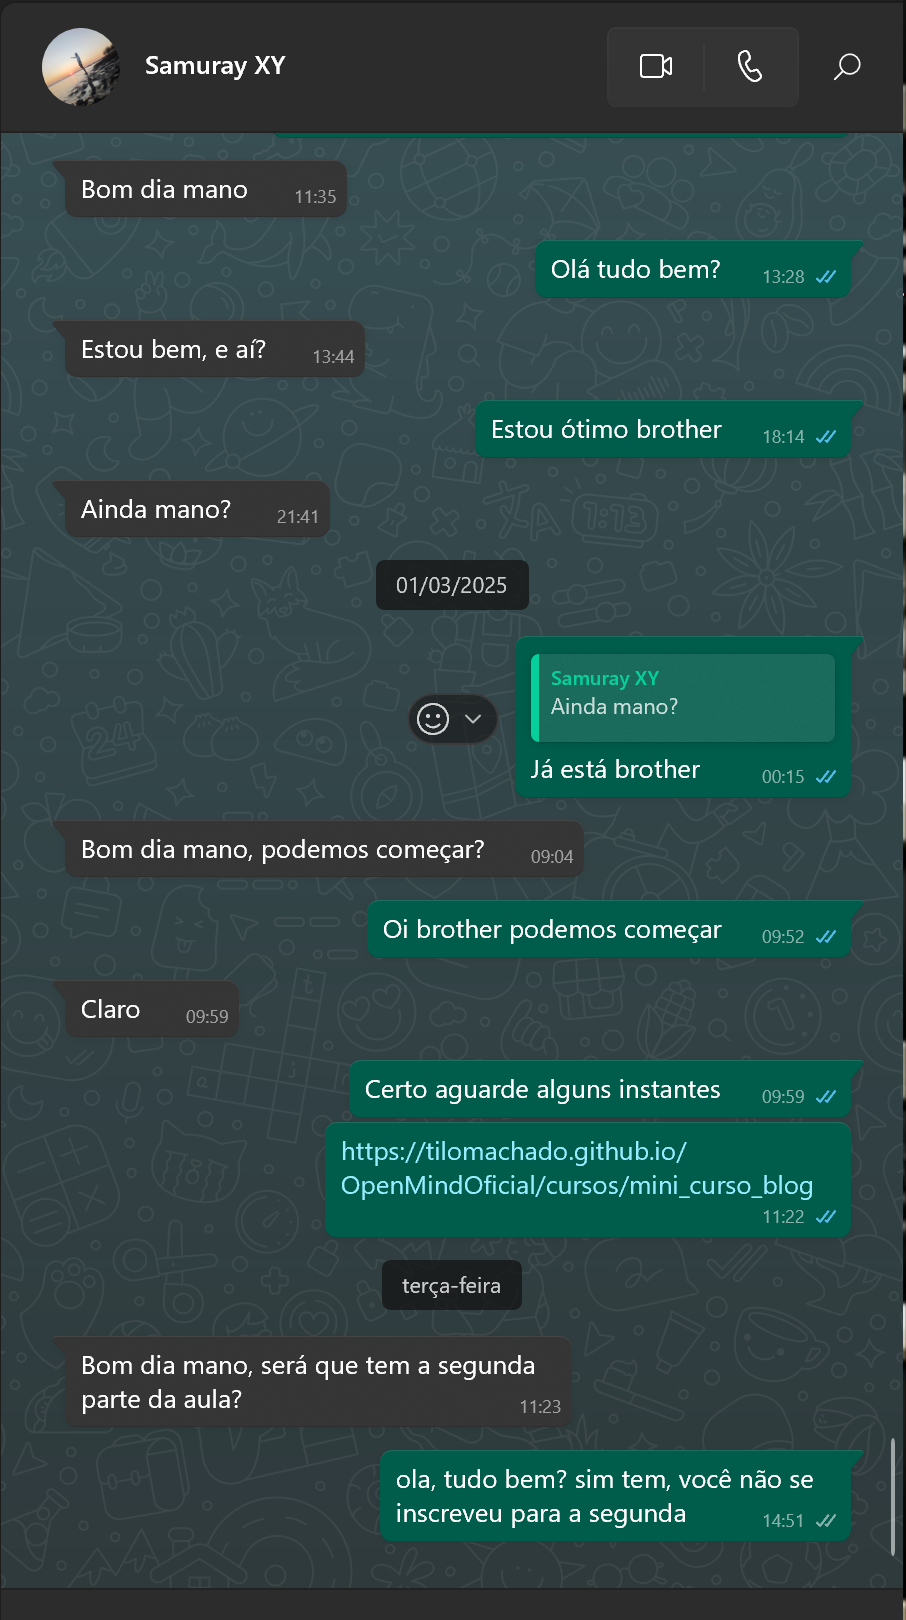 Samuray XY
Bom dia mano 11:35
Olá tudo bem? 13:28
Estou bem, e aí? 13:44
Estou ótimo brother 18:14
Ainda mano? 21:41
01/03/2025
Samuray XY
Ainda mano?
Já está brother 00:15
Bom dia mano, podemos começar? 09:04
Oi brother podemos começar 09:52
Claro 09:59
Certo aguarde alguns instantes 09:59
https://tilomachado.github.io/
OpenMindOficial/cursos/mini_curso_blog
11:22
terça-feira
Bom dia mano, será que tem a segunda
parte da aula? 11:23
ola, tudo bem? sim tem, você não se
inscreveu para a segunda 14:51